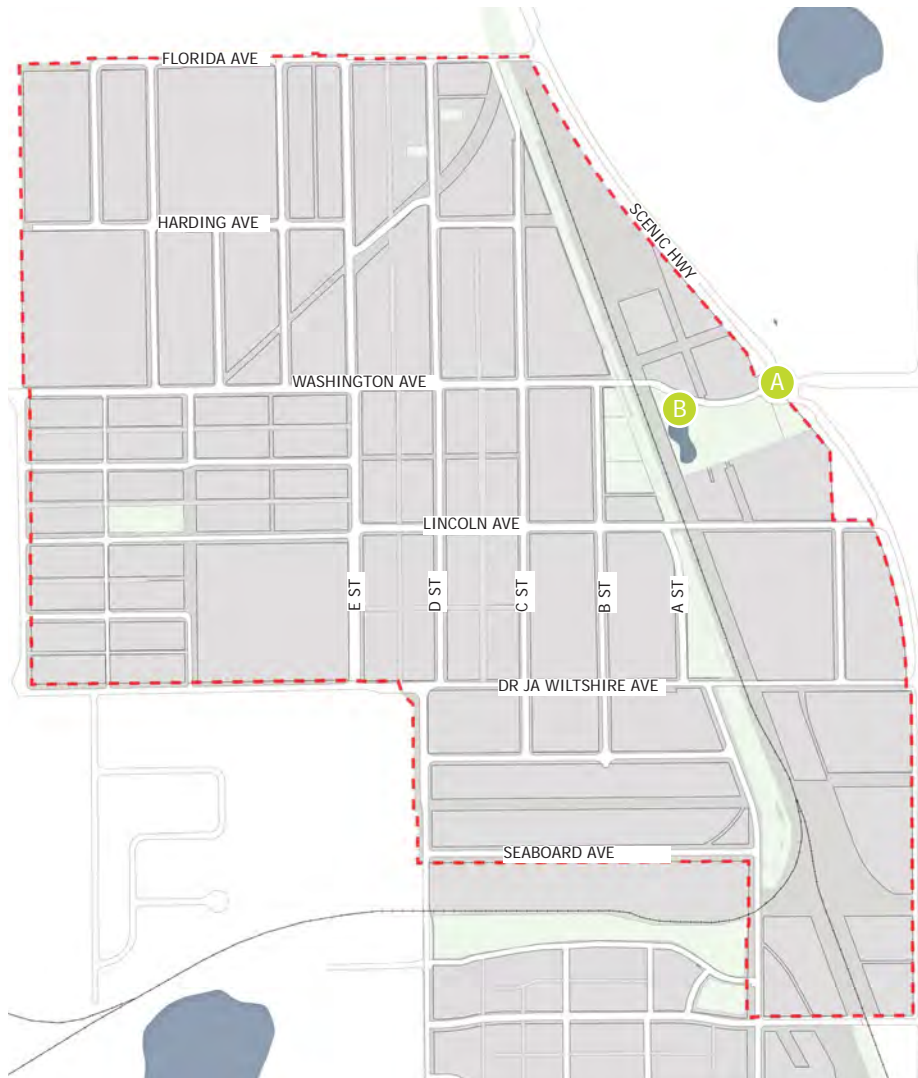 FLORIDA AVE
HARDING AVE
SCENIC HWY
WASHINGTON AVE
A
B
LINCOLN AVE
E ST
D ST
C ST
B ST
A ST
DR JA WILTSHIRE AVE
SEABOARD AVE